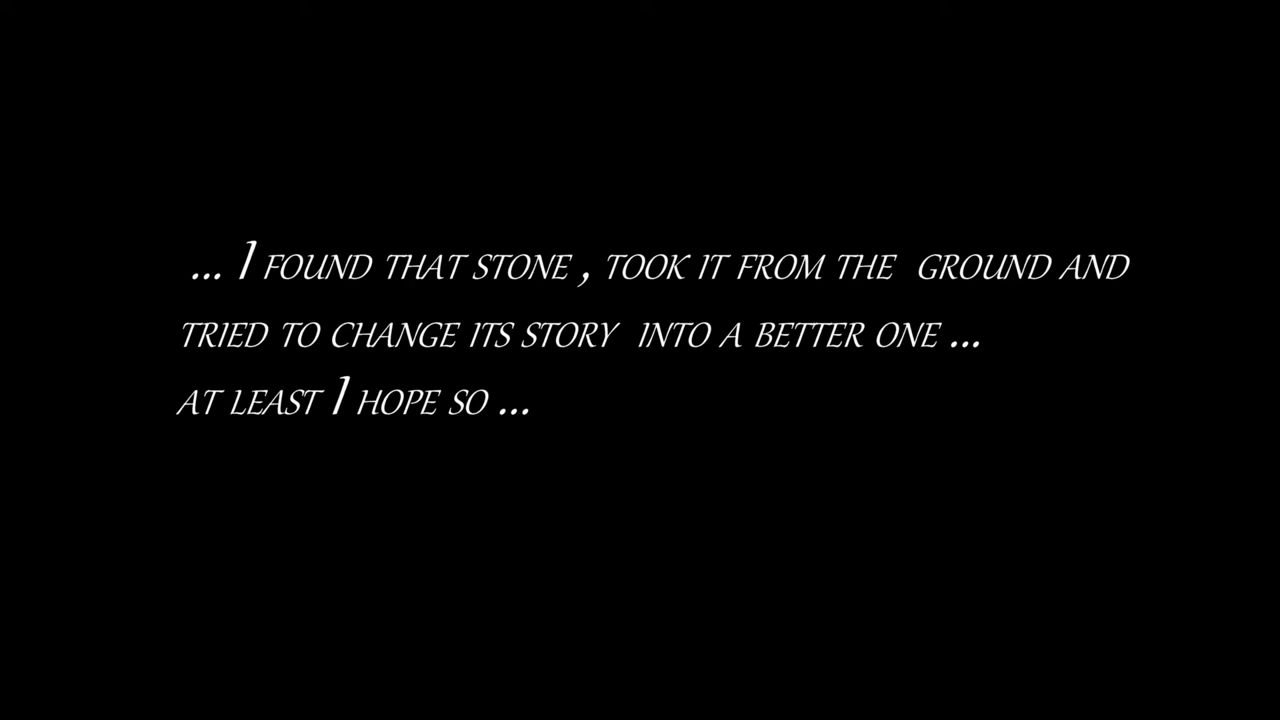 ... I FOUND THAT STONE , TOOK IT FROM THE GROUND AND
TRIED TO CHANGE ITS STORY INTO A BETTER ONE ...
AT LEAST I HOPE SO ...